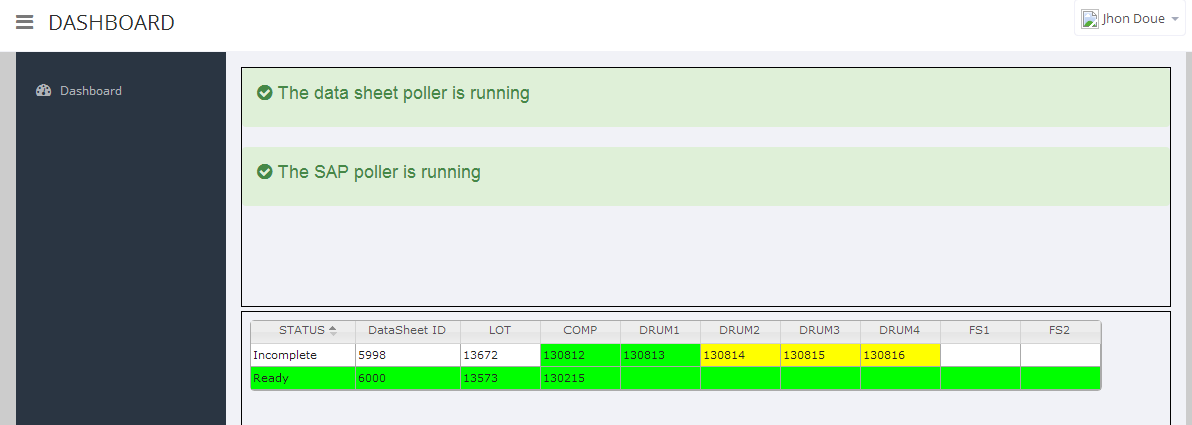 DASHBOARD
Jhon Doue
Dashboard
The data sheet poller is running
The SAP poller is running
STATUS DataSheet ID LOT COMP DRUM1 DRUM2 DRUM3 DRUM4 FS1 FS2
Incomplete 5998 13672 130812 130813 130814 130815 130816
Ready 6000 13573 130215